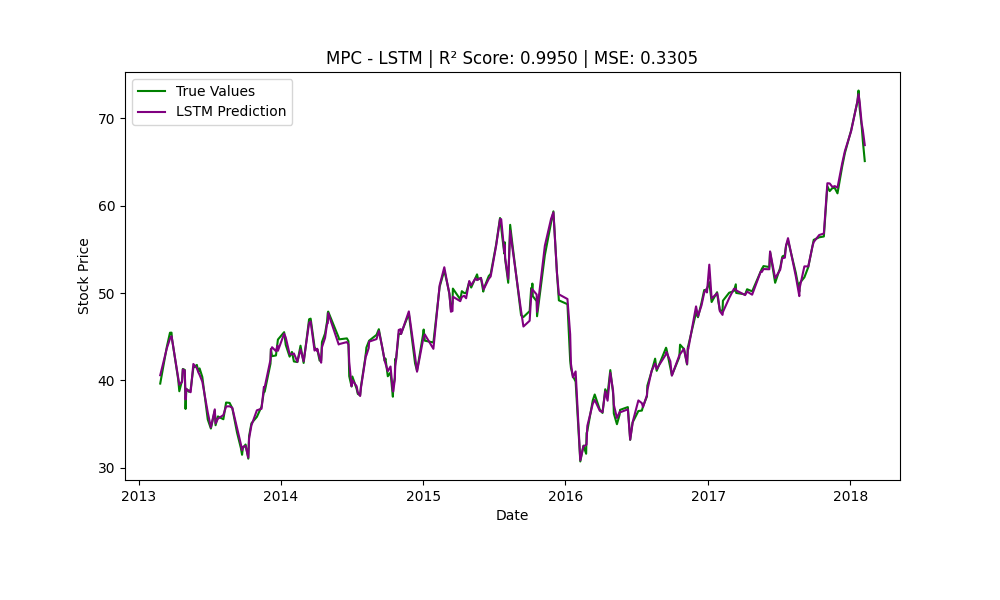 MPC - LSTM | R² Score: 0.9950 | MSE: 0.3305
True Values
LSTM Prediction
Stock Price
70
60
50
40
30
2013 2014 2015 2016 2017 2018
Date